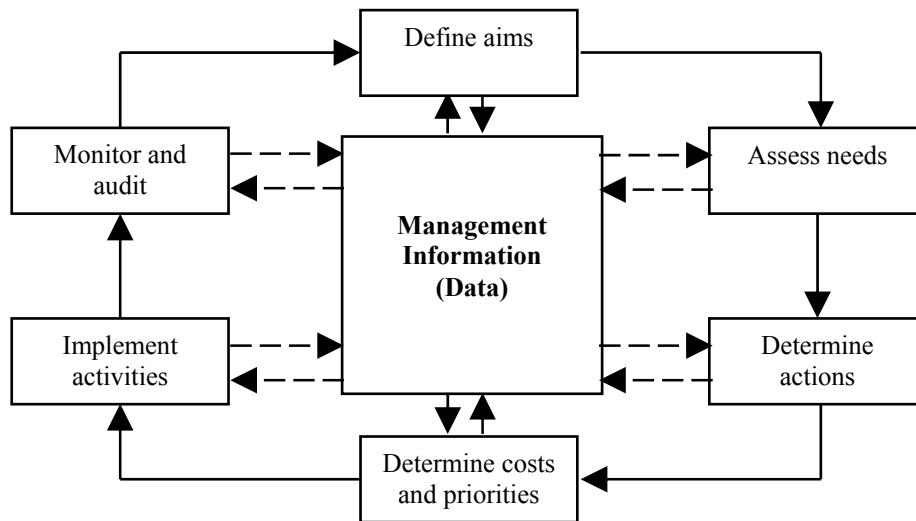 Define aims
Monitor and
audit
Assess needs
Management
Information
(Data)
Implement
activities
Determine
actions
Determine costs
and priorities